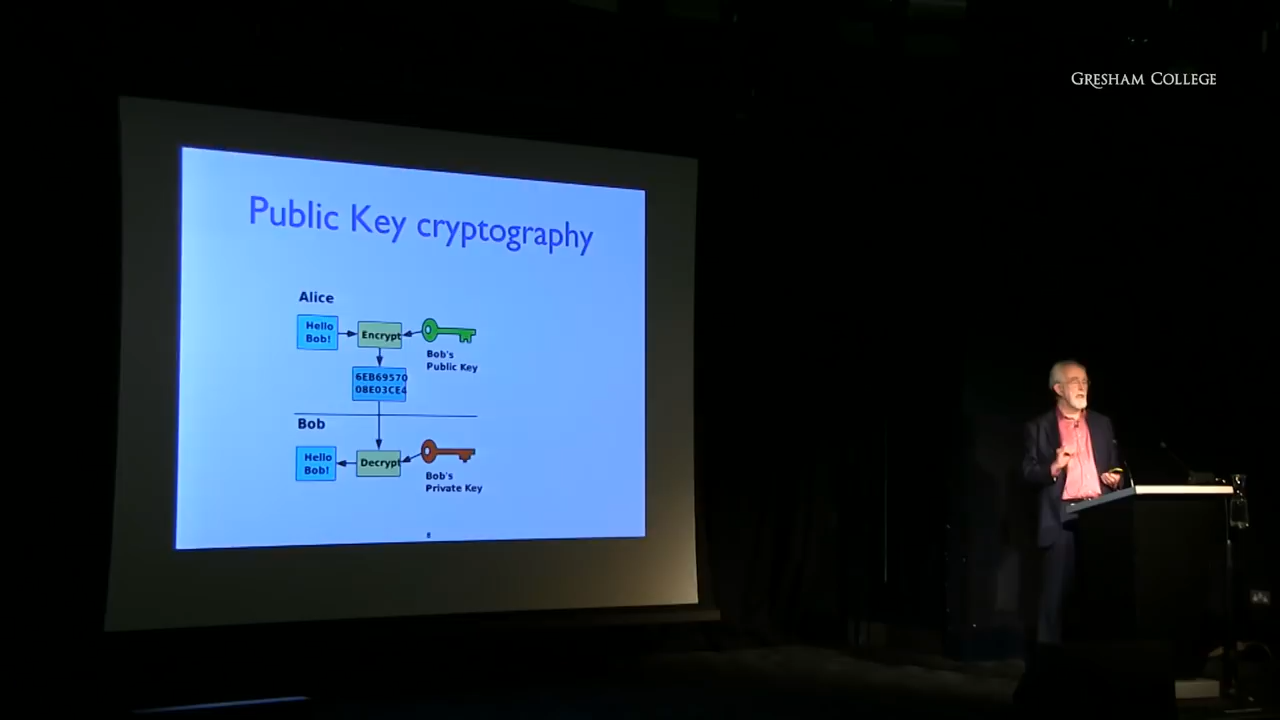 GRESHAM COLLEGE
Public Key cryptography
Alice
Hello
Bob!
Encrypt
Bob's
Public Key
6EB69570
08E03CE4
Bob
Hello
Bob!
Decrypt
Bob's
Private Key
8